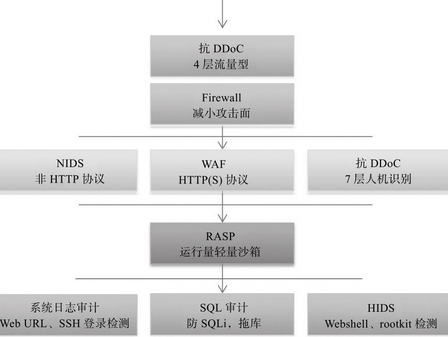 抗 DDoC
4 层流量型
Firewall
减小攻击面
NIDS
非 HTTP 协议
WAF
HTTP(S) 协议
抗 DDoC
7 层人机识别
RASP
运行量轻量沙箱
系统日志审计
Web URL、SSH 登录检测
SQL 审计
防 SQLi，拖库
HIDS
Webshell、rootkit 检测